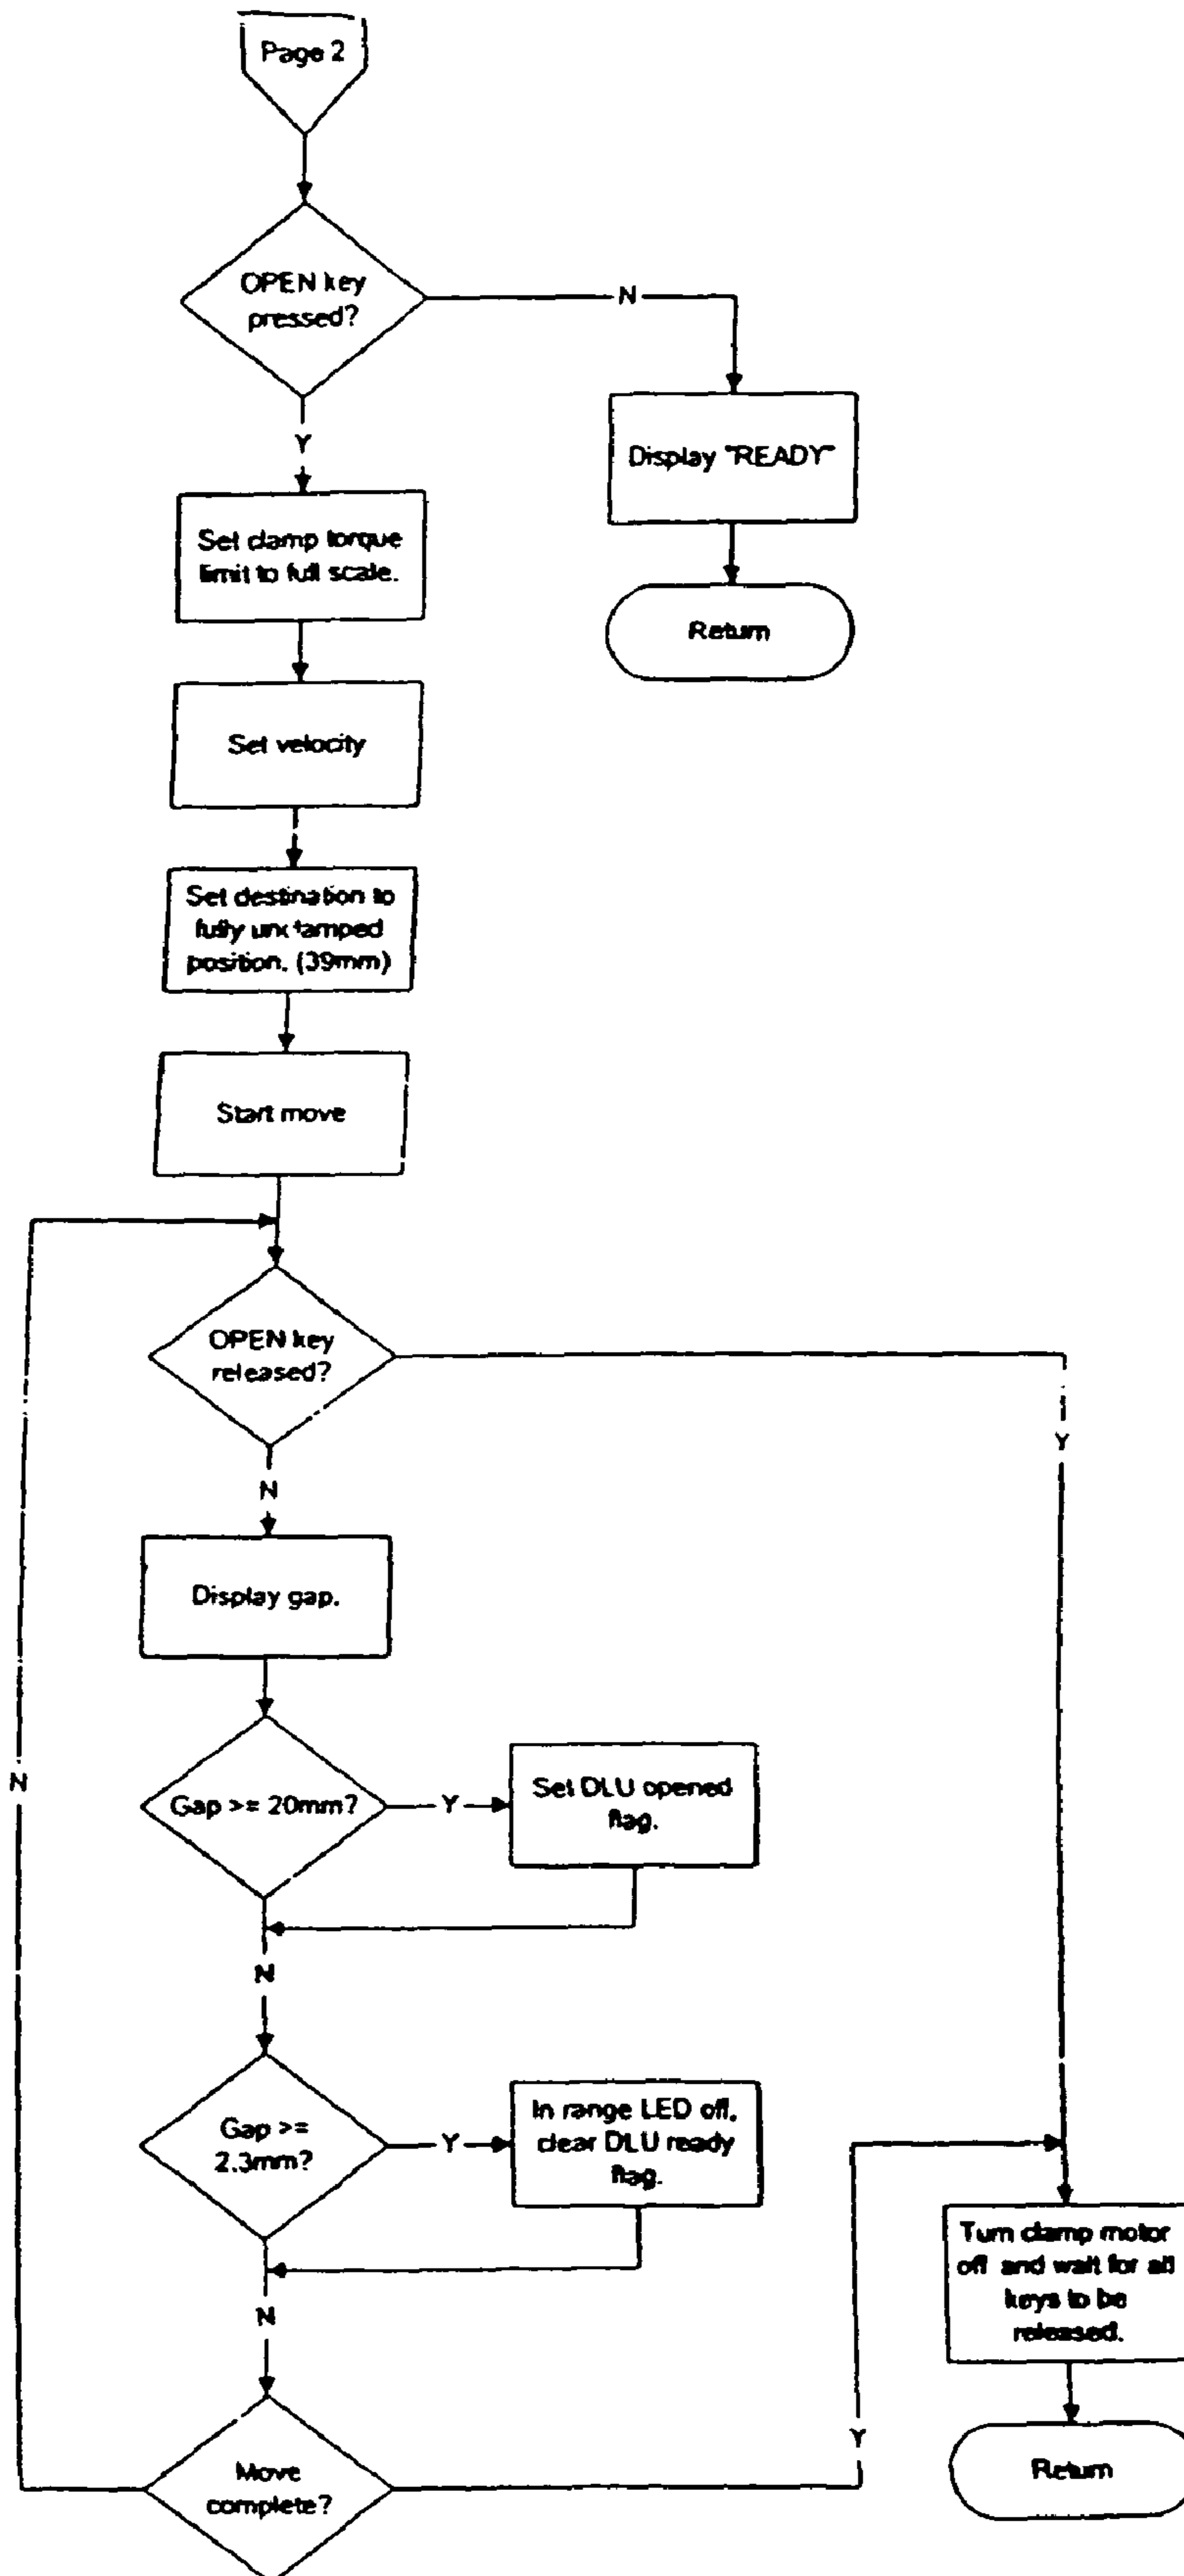 Page 2
OPEN key
pressed?
N
Y
Display "READY"
Set clamp torque
limit to full scale.
Return
Set velocity
Set destination to
fully unclamped
position. (39mm)
Start move
OPEN key
released?
Y
N
Display gap.
N
Gap >= 20mm?
Y
Set DLU opened
flag.
N
Gap >=
2.3mm?
Y
In range LED off,
clear DLU ready
flag.
N
Turn clamp motor
off and wait for all
keys to be
released.
Move
complete?
Y
Return